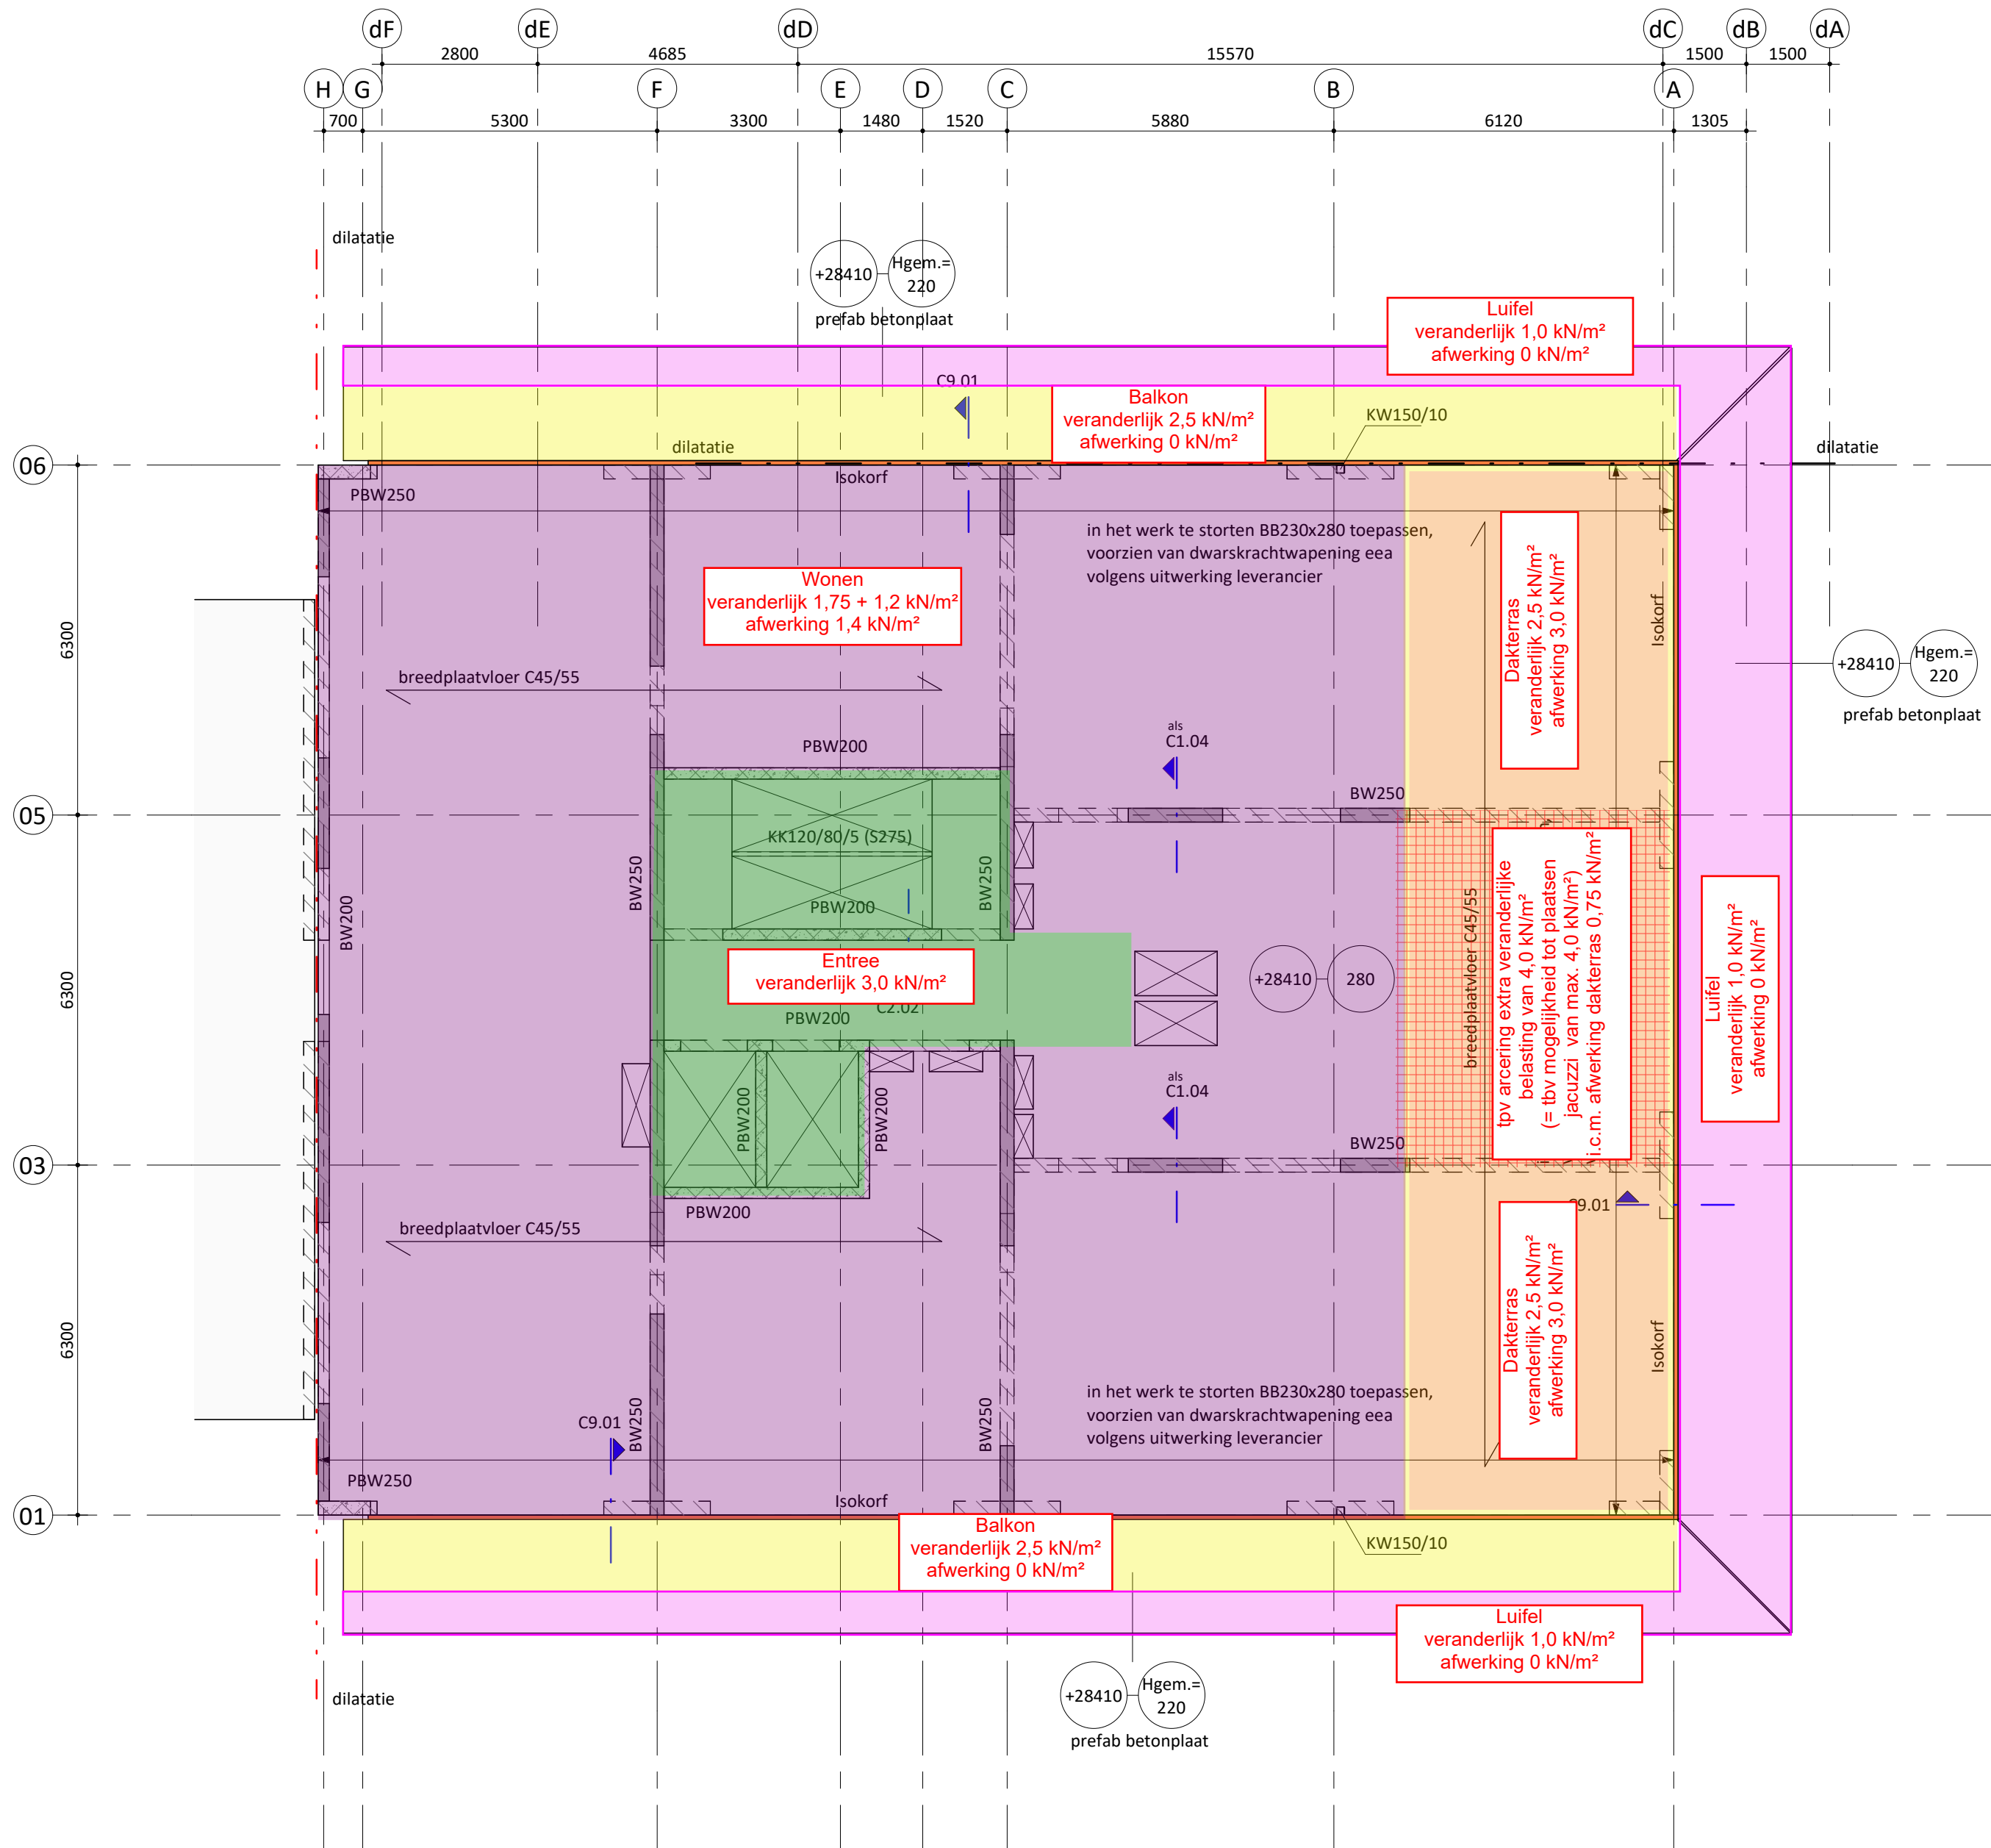 dF
dE
dD
dC
dB
dA
2800
4685
15570
1500
1500
H
G
F
E
D
C
B
A
700
5300
3300
1480
1520
5880
6120
1305
dilatatie
+28410
Hgem.=
220
prefab betonplaat
Luifel
veranderlijk 1,0 kN/m²
afwerking 0 kN/m²
C9.01
Balkon
veranderlijk 2,5 kN/m²
afwerking 0 kN/m²
KW150/10
dilatatie
dilatatie
06
Isokorf
PBW250
in het werk te storten BB230x280 toepassen,
voorzien van dwarskrachtwapening eea
volgens uitwerking leverancier
Wonen
veranderlijk 1,75 + 1,2 kN/m²
afwerking 1,4 kN/m²
Dakterras
veranderlijk 2,5 kN/m²
afwerking 3,0 kN/m²
Isokorf
6300
breedplaatvloer C45/55
+28410
Hgem.=
220
prefab betonplaat
PBW200
als
C1.04
BW250
05
KK120/80/5 (S275)
BW250
BW250
PBW200
BW200
Entree
veranderlijk 3,0 kN/m²
C2.02
PBW200
+28410
280
breedplaatvloer C45/55
tpv arcering extra veranderlijke
belasting van 4,0 kN/m²
(= tbv mogelijkheid tot plaatsen
jacuzzi van max. 4,0 kN/m²)
i.c.m. afwerking dakterras 0,75 kN/m²
Luifel
veranderlijk 1,0 kN/m²
afwerking 0 kN/m²
6300
als
C1.04
PBW200
PBW200
BW250
03
PBW200
9.01
breedplaatvloer C45/55
Dakterras
veranderlijk 2,5 kN/m²
afwerking 3,0 kN/m²
Isokorf
6300
in het werk te storten BB230x280 toepassen,
voorzien van dwarskrachtwapening eea
volgens uitwerking leverancier
C9.01
BW250
BW250
PBW250
Isokorf
01
Balkon
veranderlijk 2,5 kN/m²
afwerking 0 kN/m²
KW150/10
Luifel
veranderlijk 1,0 kN/m²
afwerking 0 kN/m²
dilatatie
+28410
Hgem.=
220
prefab betonplaat